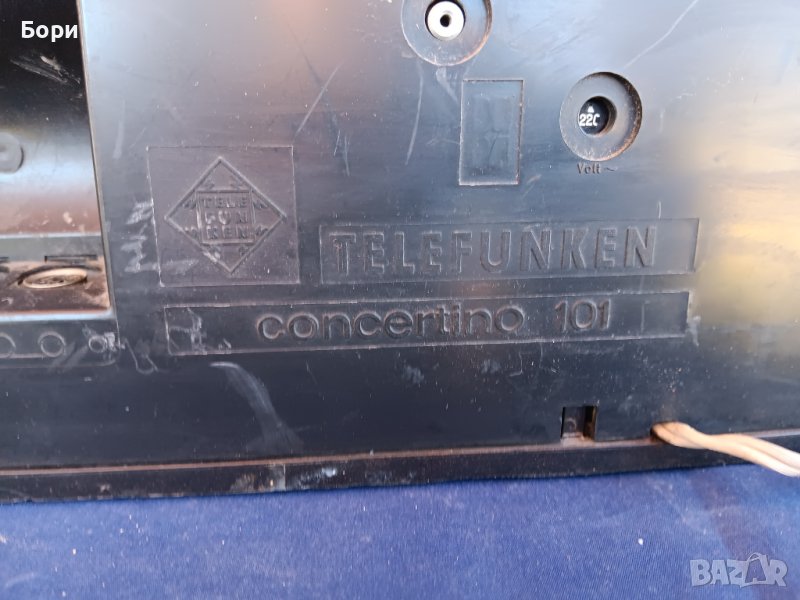 Бори
220
Volt ~
TELE
FUN
KEN
TELEFUNKEN
concertino 101
BAZAR